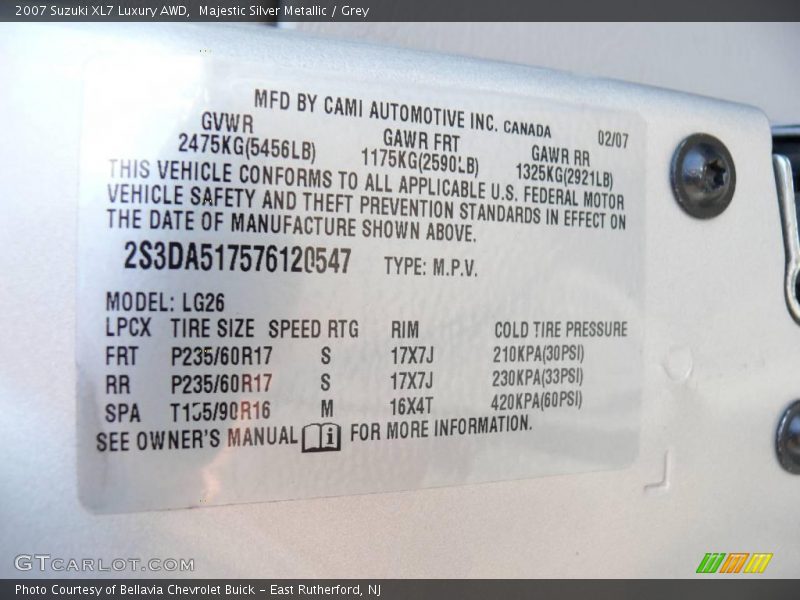 2007 Suzuki XL7 Luxury AWD, Majestic Silver Metallic / Grey
MFD BY CAMI AUTOMOTIVE INC. CANADA 02/07
GVWR GAWR FRT GAWR RR
2475KG(5456LB) 1175KG(2590LB) 1325KG(2921LB)
THIS VEHICLE CONFORMS TO ALL APPLICABLE U.S. FEDERAL MOTOR
VEHICLE SAFETY AND THEFT PREVENTION STANDARDS IN EFFECT ON
THE DATE OF MANUFACTURE SHOWN ABOVE.
2S3DA517576120547 TYPE: M.P.V.
MODEL: LG26
LPCX TIRE SIZE SPEED RTG RIM COLD TIRE PRESSURE
FRT P235/60R17 S 17X7J 210KPA(30PSI)
RR P235/60R17 S 17X7J 230KPA(33PSI)
SPA M 16X4T 420KPA(60PSI)
SEE OWNER'S MANUAL FOR MORE INFORMATION.
GTCARLOT.COM
Photo Courtesy of Bellavia Chevrolet Buick - East Rutherford, NJ